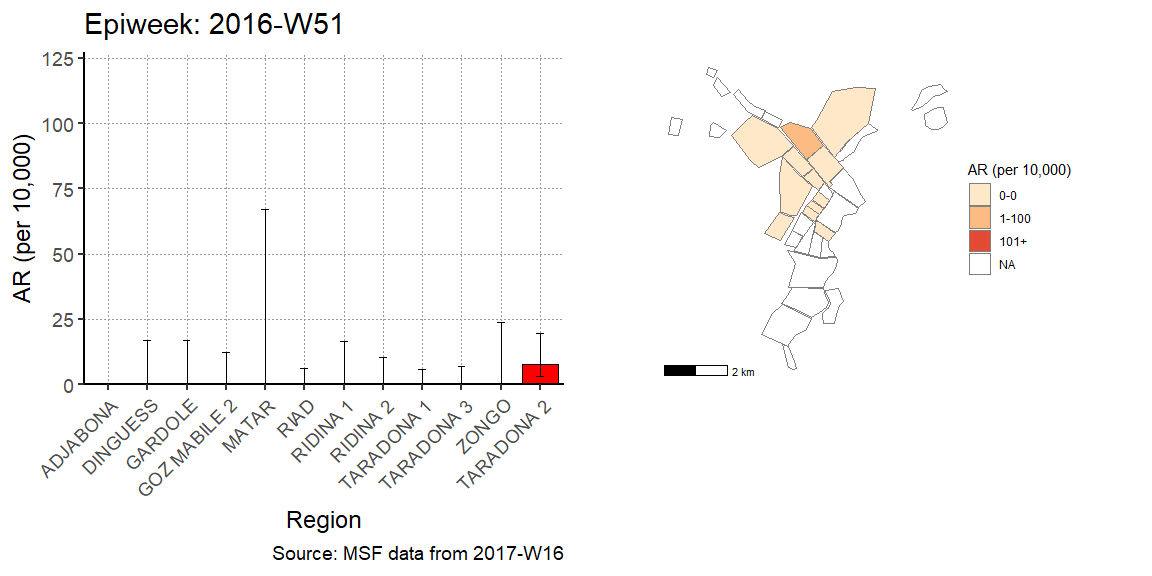 Epiweek: 2016-W51
AR (per 10,000)
125
100
75
50
25
0
ADJABONA
DINGUESS
GARDOLE
GOZ MABILE 2
MATAR
RIAD
RIDINA 1
RIDINA 2
TARADONA 1
TARADONA 3
ZONGO
TARADONA 2
Region
Source: MSF data from 2017-W16
AR (per 10,000)
0-0
1-100
101+
NA
2 km